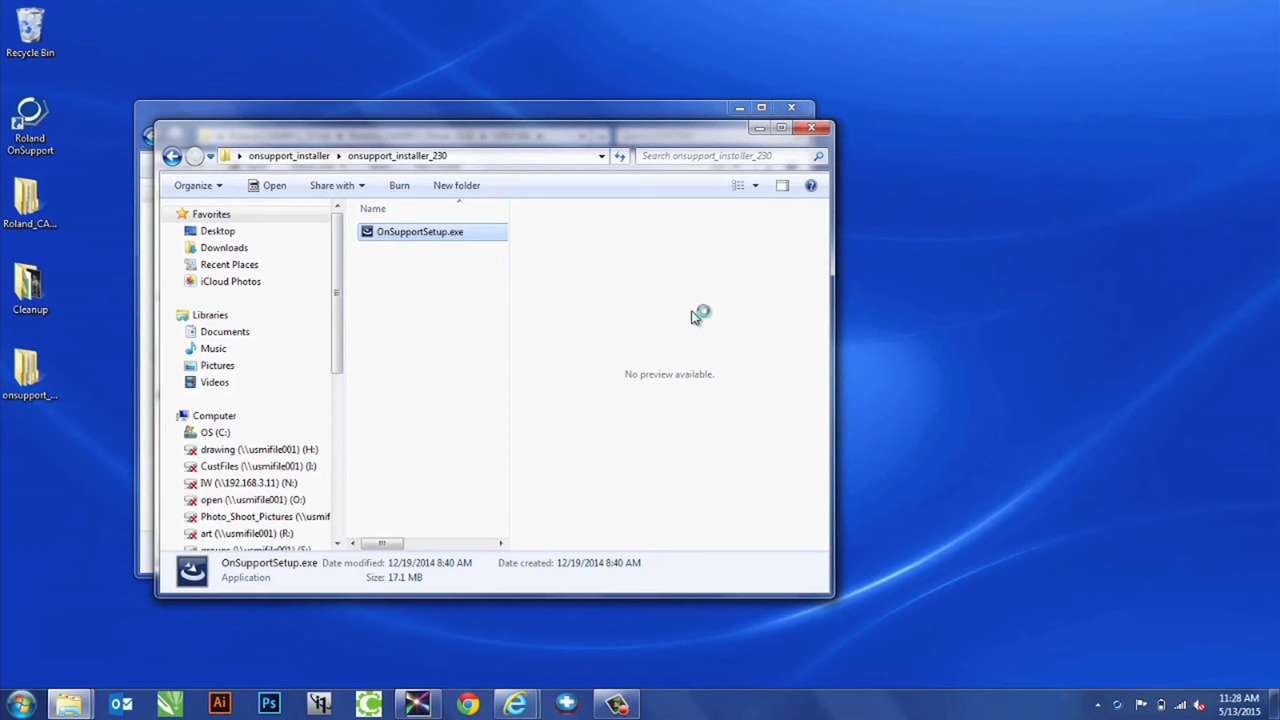 Recycle Bin
Roland
OnSupport
Roland_CA...
Cleanup
onsupport_...
onsupport_installer
onsupport_installer_230
Search onsupport_installer_230
Organize
Open
Share with
Burn
New folder
Favorites
Desktop
Downloads
Recent Places
iCloud Photos
Libraries
Documents
Music
Pictures
Videos
Computer
OS (C:)
drawing (\\usmifile001) (H:)
CustFiles (\\usmifile001) (I:)
IW (\\192.168.3.11) (N:)
open (\\usmifile001) (O:)
Photo_Shoot_Pictures (\\usmif
art (\\usmifile001) (R:)
groups (\\usmifile001) (S:)
Name
OnSupportSetup.exe
No preview available.
OnSupportSetup.exe Date modified: 12/19/2014 8:40 AM Date created: 12/19/2014 8:40 AM
Application Size: 17.1 MB
Ai
Ps
11:28 AM
5/13/2015